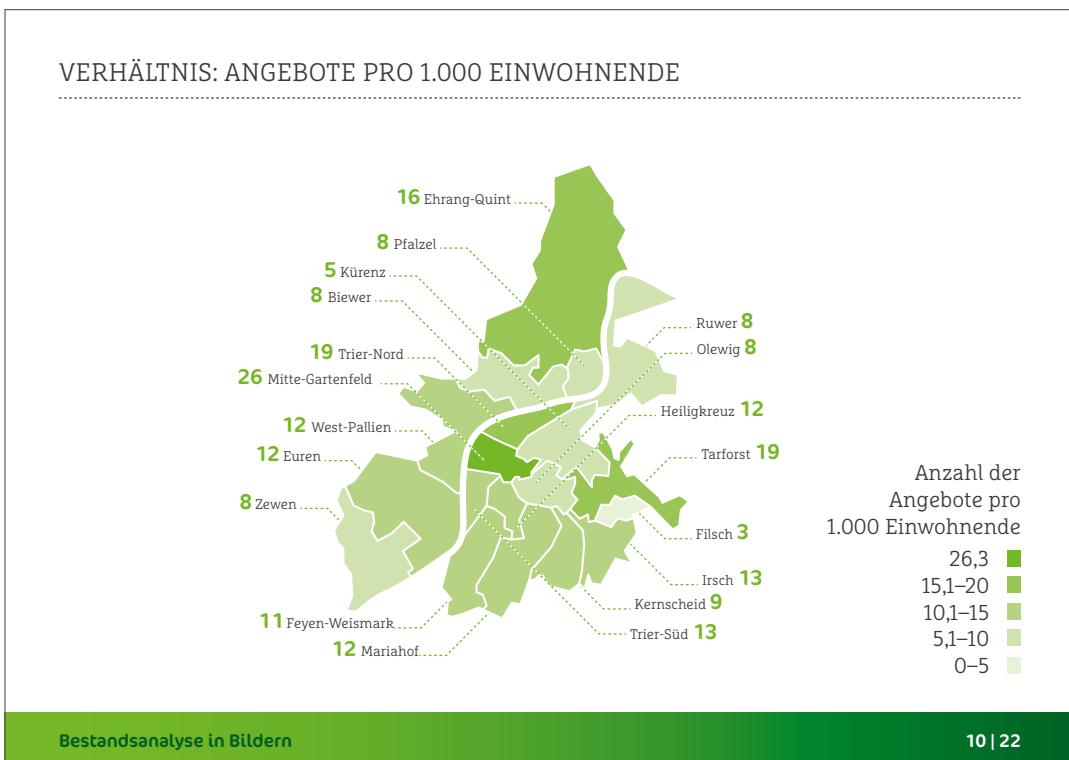 VERHÄLTNIS: ANGEBOTE PRO 1.000 EINWOHNENDE
16 Ehrang-Quint
8 Pfalzel
5 Kürenz
8 Biewer
19 Trier-Nord
26 Mitte-Gartenfeld
12 West-Pallien
12 Euren
8 Zewen
11 Feyen-Weismark
12 Mariahof
Ruwer 8
Olewig 8
Heiligkreuz 12
Tarforst 19
Filsch 3
Irsch 13
Kernscheid 9
Trier-Süd 13
Anzahl der
Angebote pro
1.000 Einwohnende
26,3
15,1–20
10,1–15
5,1–10
0–5
Bestandsanalyse in Bildern
10 | 22